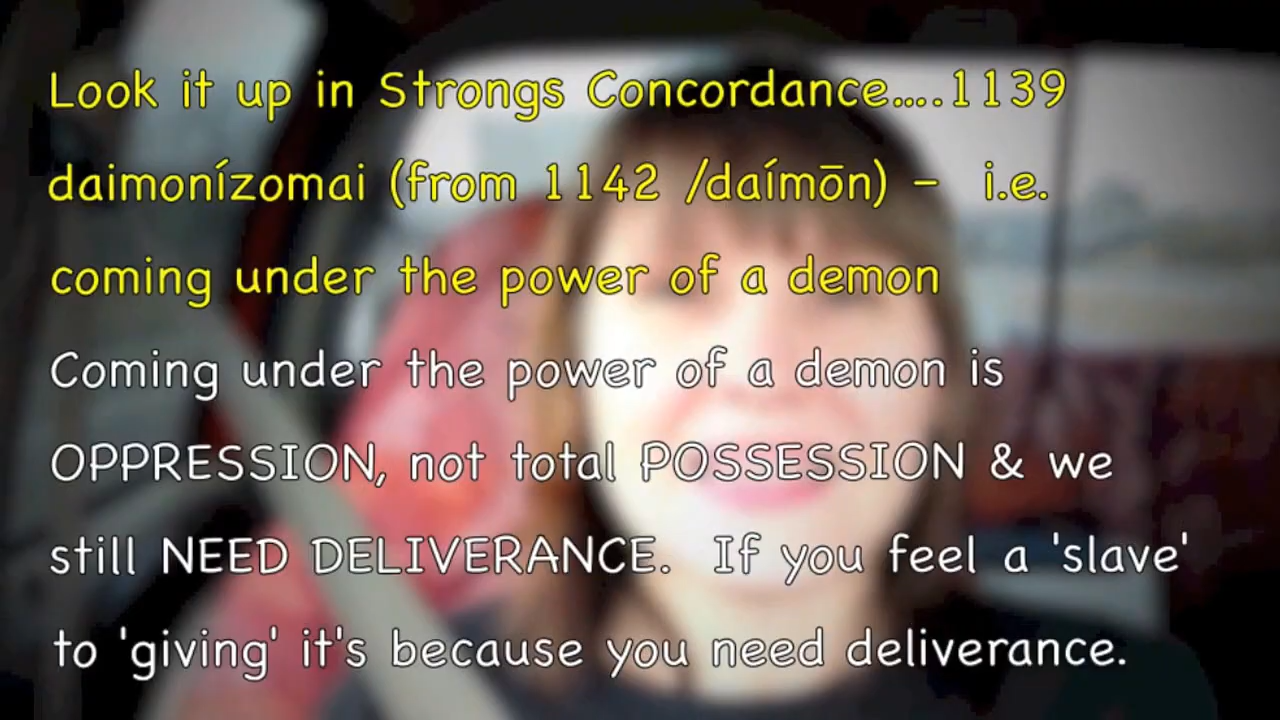 Look it up in Strongs Concordance….1139
daimonízomai (from 1142 /daímōn) – i.e.
coming under the power of a demon
Coming under the power of a demon is
OPPRESSION, not total POSSESSION & we
still NEED DELIVERANCE. If you feel a 'slave'
to 'giving' it's because you need deliverance.